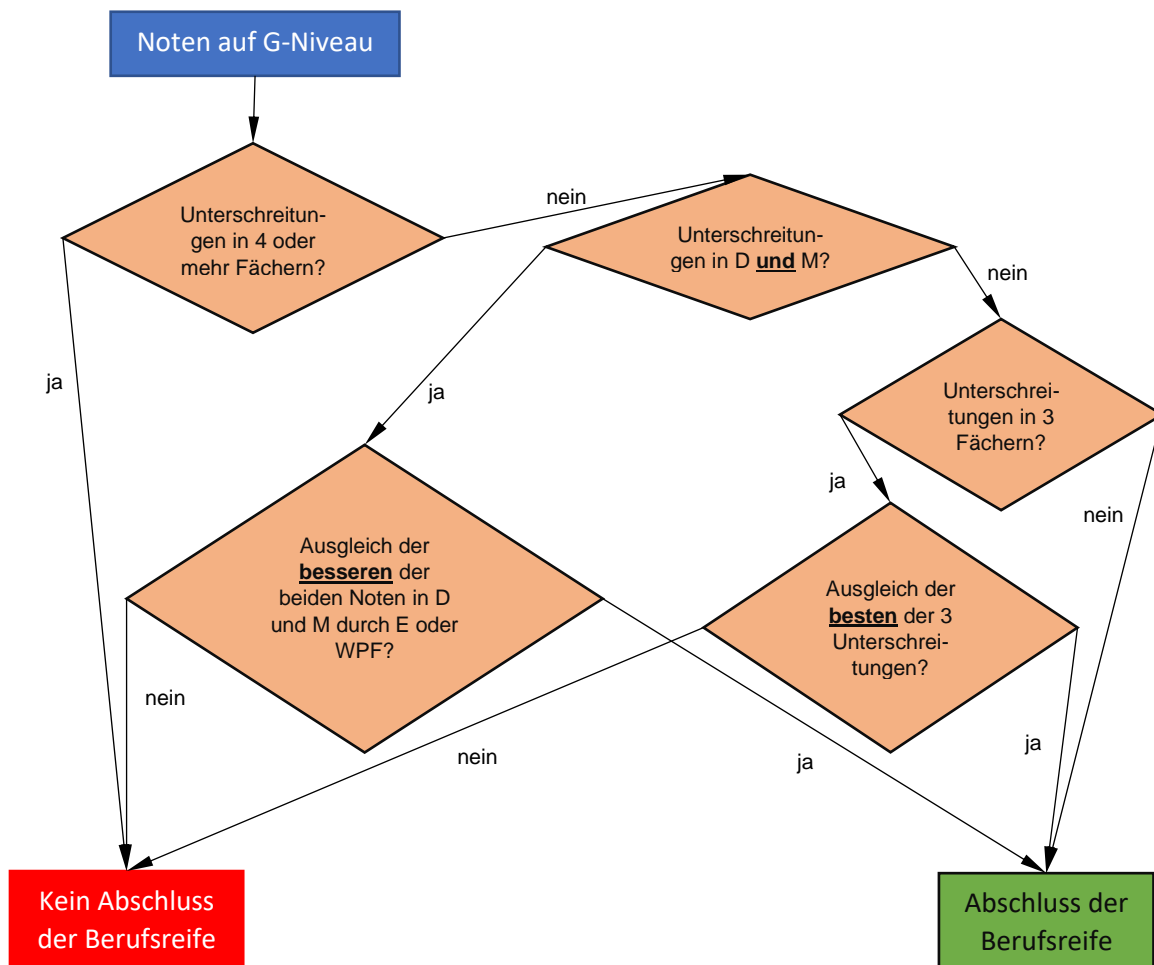 Noten auf G-Niveau
Unterschreitun-
gen in 4 oder
mehr Fächern?
nein
Unterschreitun-
gen in D und M?
nein
ja
ja
Unterschrei-
tungen in 3
Fächern?
ja
nein
Ausgleich der
besseren der
beiden Noten in D
und M durch E oder
WPF?
Ausgleich der
besten der 3
Unterschrei-
tungen?
nein
nein
ja
ja
Kein Abschluss
der Berufsreife
Abschluss der
Berufsreife